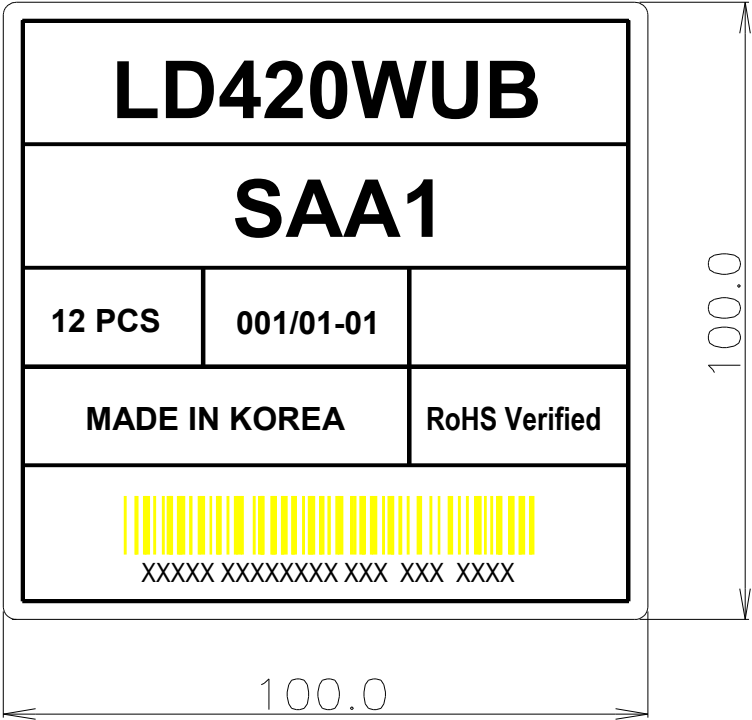 LD420WUB
SAA1
12 PCS
001/01-01
MADE IN KOREA
RoHS Verified
XXXXX XXXXXXXX XXX XXX XXXX
100.0
100.0